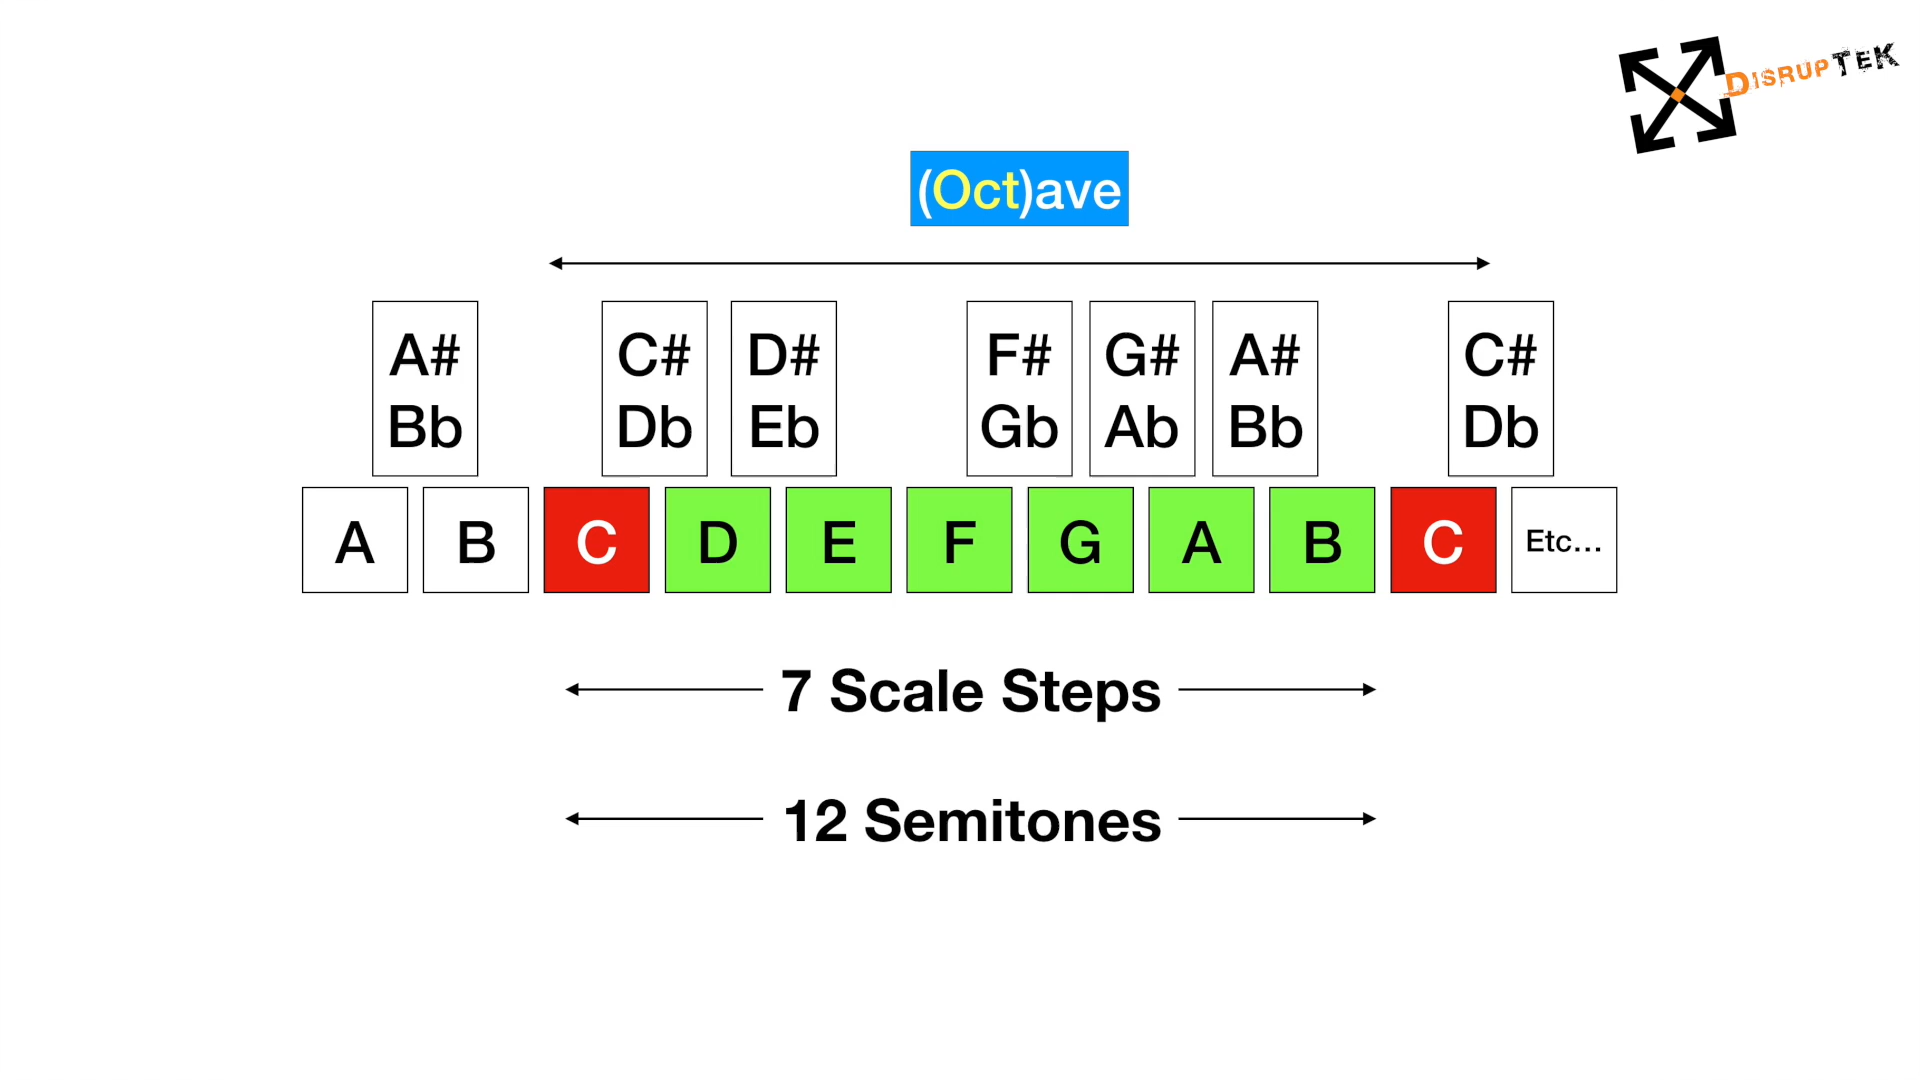 DisrupTEK
(Oct)ave
A# C# D# F# G# A# C#
Bb Db Eb Gb Ab Bb Db
A B C D E F G A B C Etc...
7 Scale Steps
12 Semitones